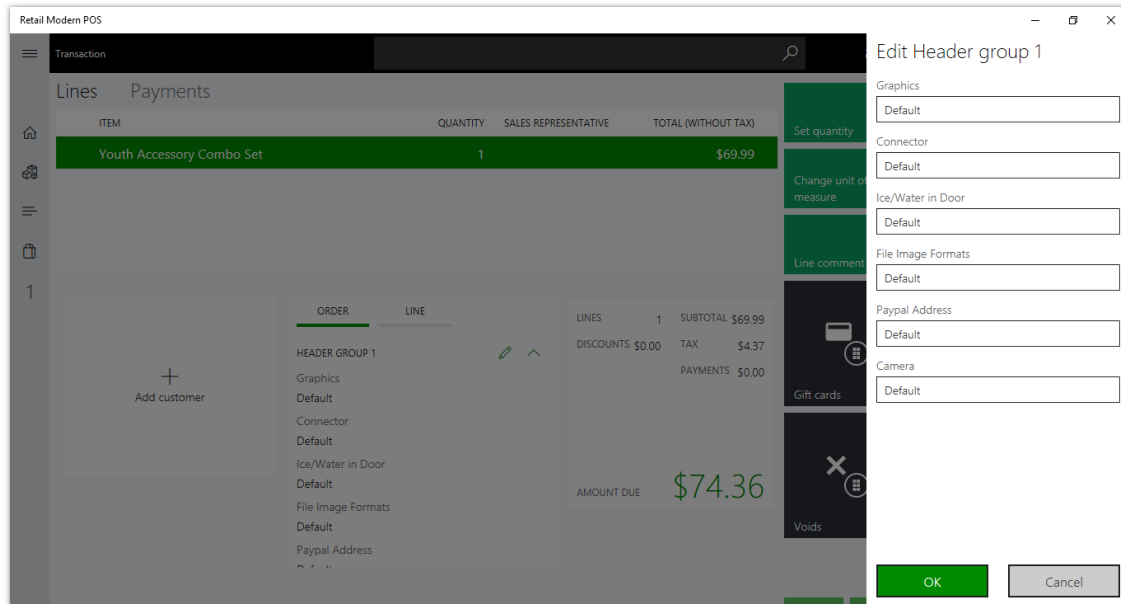 Retail Modern POS
Transaction
Lines Payments
ITEM QUANTITY SALES REPRESENTATIVE TOTAL (WITHOUT TAX)
Youth Accessory Combo Set 1 $69.99
1
Add customer
ORDER LINE
HEADER GROUP 1
Graphics
Default
Connector
Default
Ice/Water in Door
Default
File Image Formats
Default
Paypal Address
LINES 1 SUBTOTAL $69.99
DISCOUNTS $0.00 TAX $4.37
PAYMENTS $0.00
AMOUNT DUE $74.36
Set quantity
Change unit of
measure
Line comment
Gift cards
Voids
Edit Header group 1
Graphics
Default
Connector
Default
Ice/Water in Door
Default
File Image Formats
Default
Paypal Address
Default
Camera
Default
OK Cancel